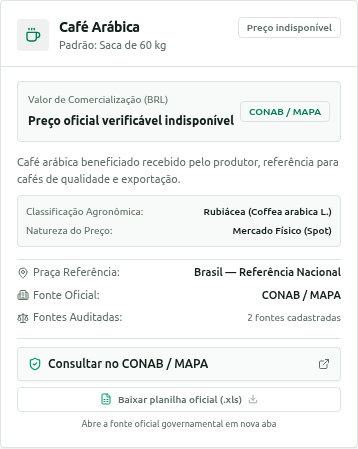 Café Arábica
Preço indisponível
Padrão: Saca de 60 kg
Valor de Comercialização (BRL)
Preço oficial verificável indisponível
CONAB / MAPA
Café arábica beneficiado recebido pelo produtor, referência para
cafés de qualidade e exportação.
Classificação Agronômica: Rubiácea (Coffea arabica L.)
Natureza do Preço: Mercado Físico (Spot)
Praça Referência: Brasil — Referência Nacional
Fonte Oficial: CONAB / MAPA
Fontes Auditadas: 2 fontes cadastradas
Consultar no CONAB / MAPA
Baixar planilha oficial (.xls)
Abre a fonte oficial governamental em nova aba